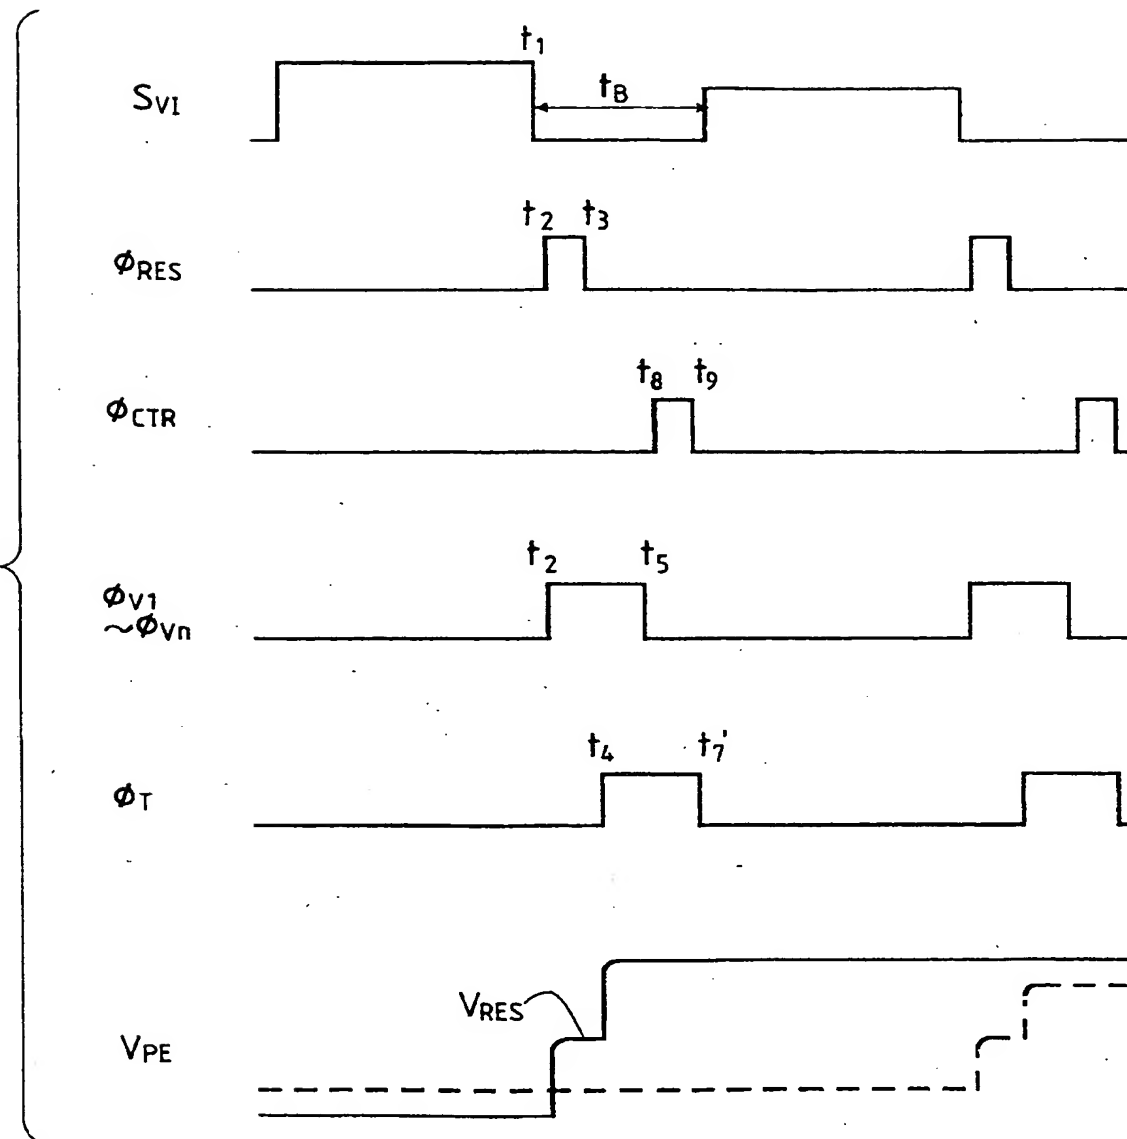 t1
SVI
tB
t2 t3
ϕRES
t8 t9
ϕCTR
t2 t5
ϕV1
~ϕVn
t4 t7'
ϕT
VRES
VPE